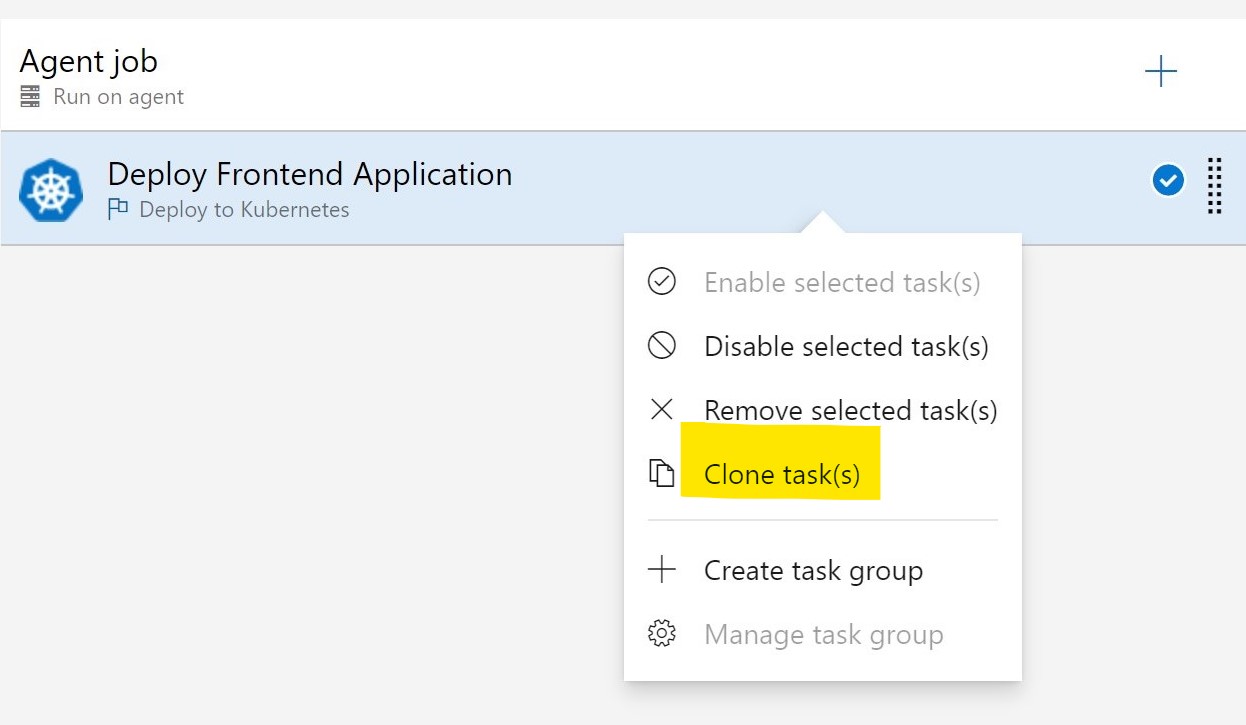 Agent job
Run on agent
Deploy Frontend Application
Deploy to Kubernetes
Enable selected task(s)
Disable selected task(s)
Remove selected task(s)
Clone task(s)
Create task group
Manage task group